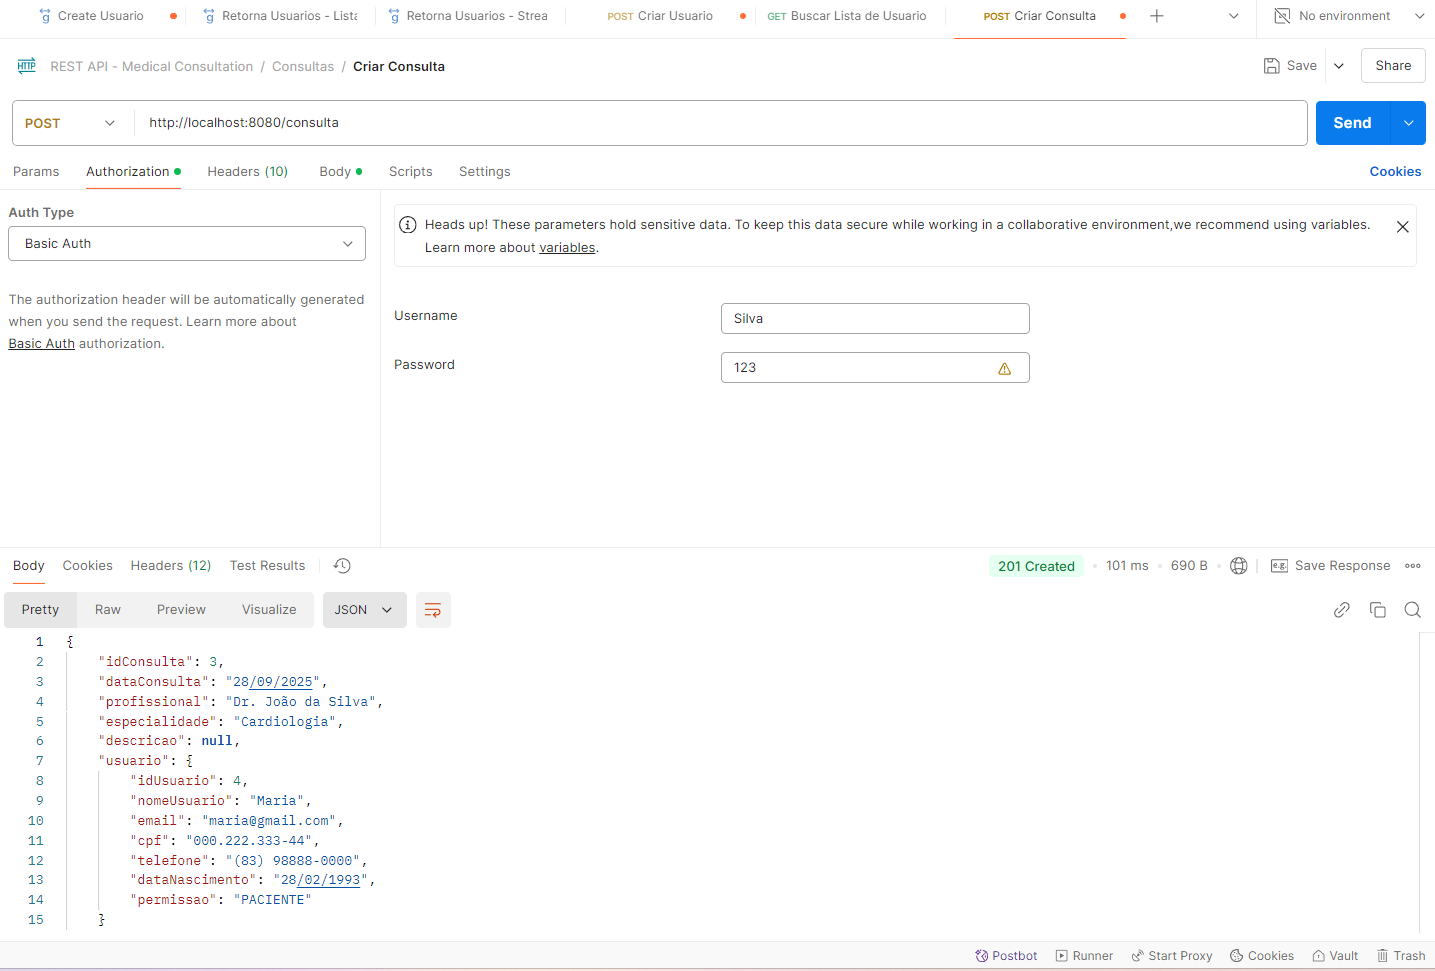 Create Usuario
Retorna Usuarios - Lista
Retorna Usuarios - Strea
POST Criar Usuario
GET Buscar Lista de Usuario
POST Criar Consulta
No environment
HTTP REST API - Medical Consultation / Consultas / Criar Consulta
Save
Share
POST
http://localhost:8080/consulta
Send
Params Authorization Headers (10) Body Scripts Settings
Cookies
Auth Type
Basic Auth
The authorization header will be automatically generated
when you send the request. Learn more about
Basic Auth authorization.
Heads up! These parameters hold sensitive data. To keep this data secure while working in a collaborative environment,we recommend using variables.
Learn more about variables.
Username
Silva
Password
123
Body Cookies Headers (12) Test Results
201 Created • 101 ms • 690 B •
e.g. Save Response
Pretty Raw Preview Visualize JSON
1 {
2 "idConsulta": 3,
3 "dataConsulta": "28/09/2025",
4 "profissional": "Dr. João da Silva",
5 "especialidade": "Cardiologia",
6 "descricao": null,
7 "usuario": {
8 "idUsuario": 4,
9 "nomeUsuario": "Maria",
10 "email": "maria@gmail.com",
11 "cpf": "000.222.333-44",
12 "telefone": "(83) 98888-0000",
13 "dataNascimento": "28/02/1993",
14 "permissao": "PACIENTE"
15 }
Postbot Runner Start Proxy Cookies Vault Trash